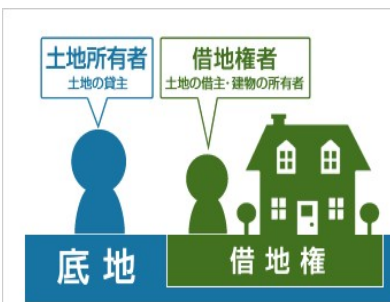 土地所有者
土地の貸主
借地権者
土地の借主・建物の所有者
底地
借地権